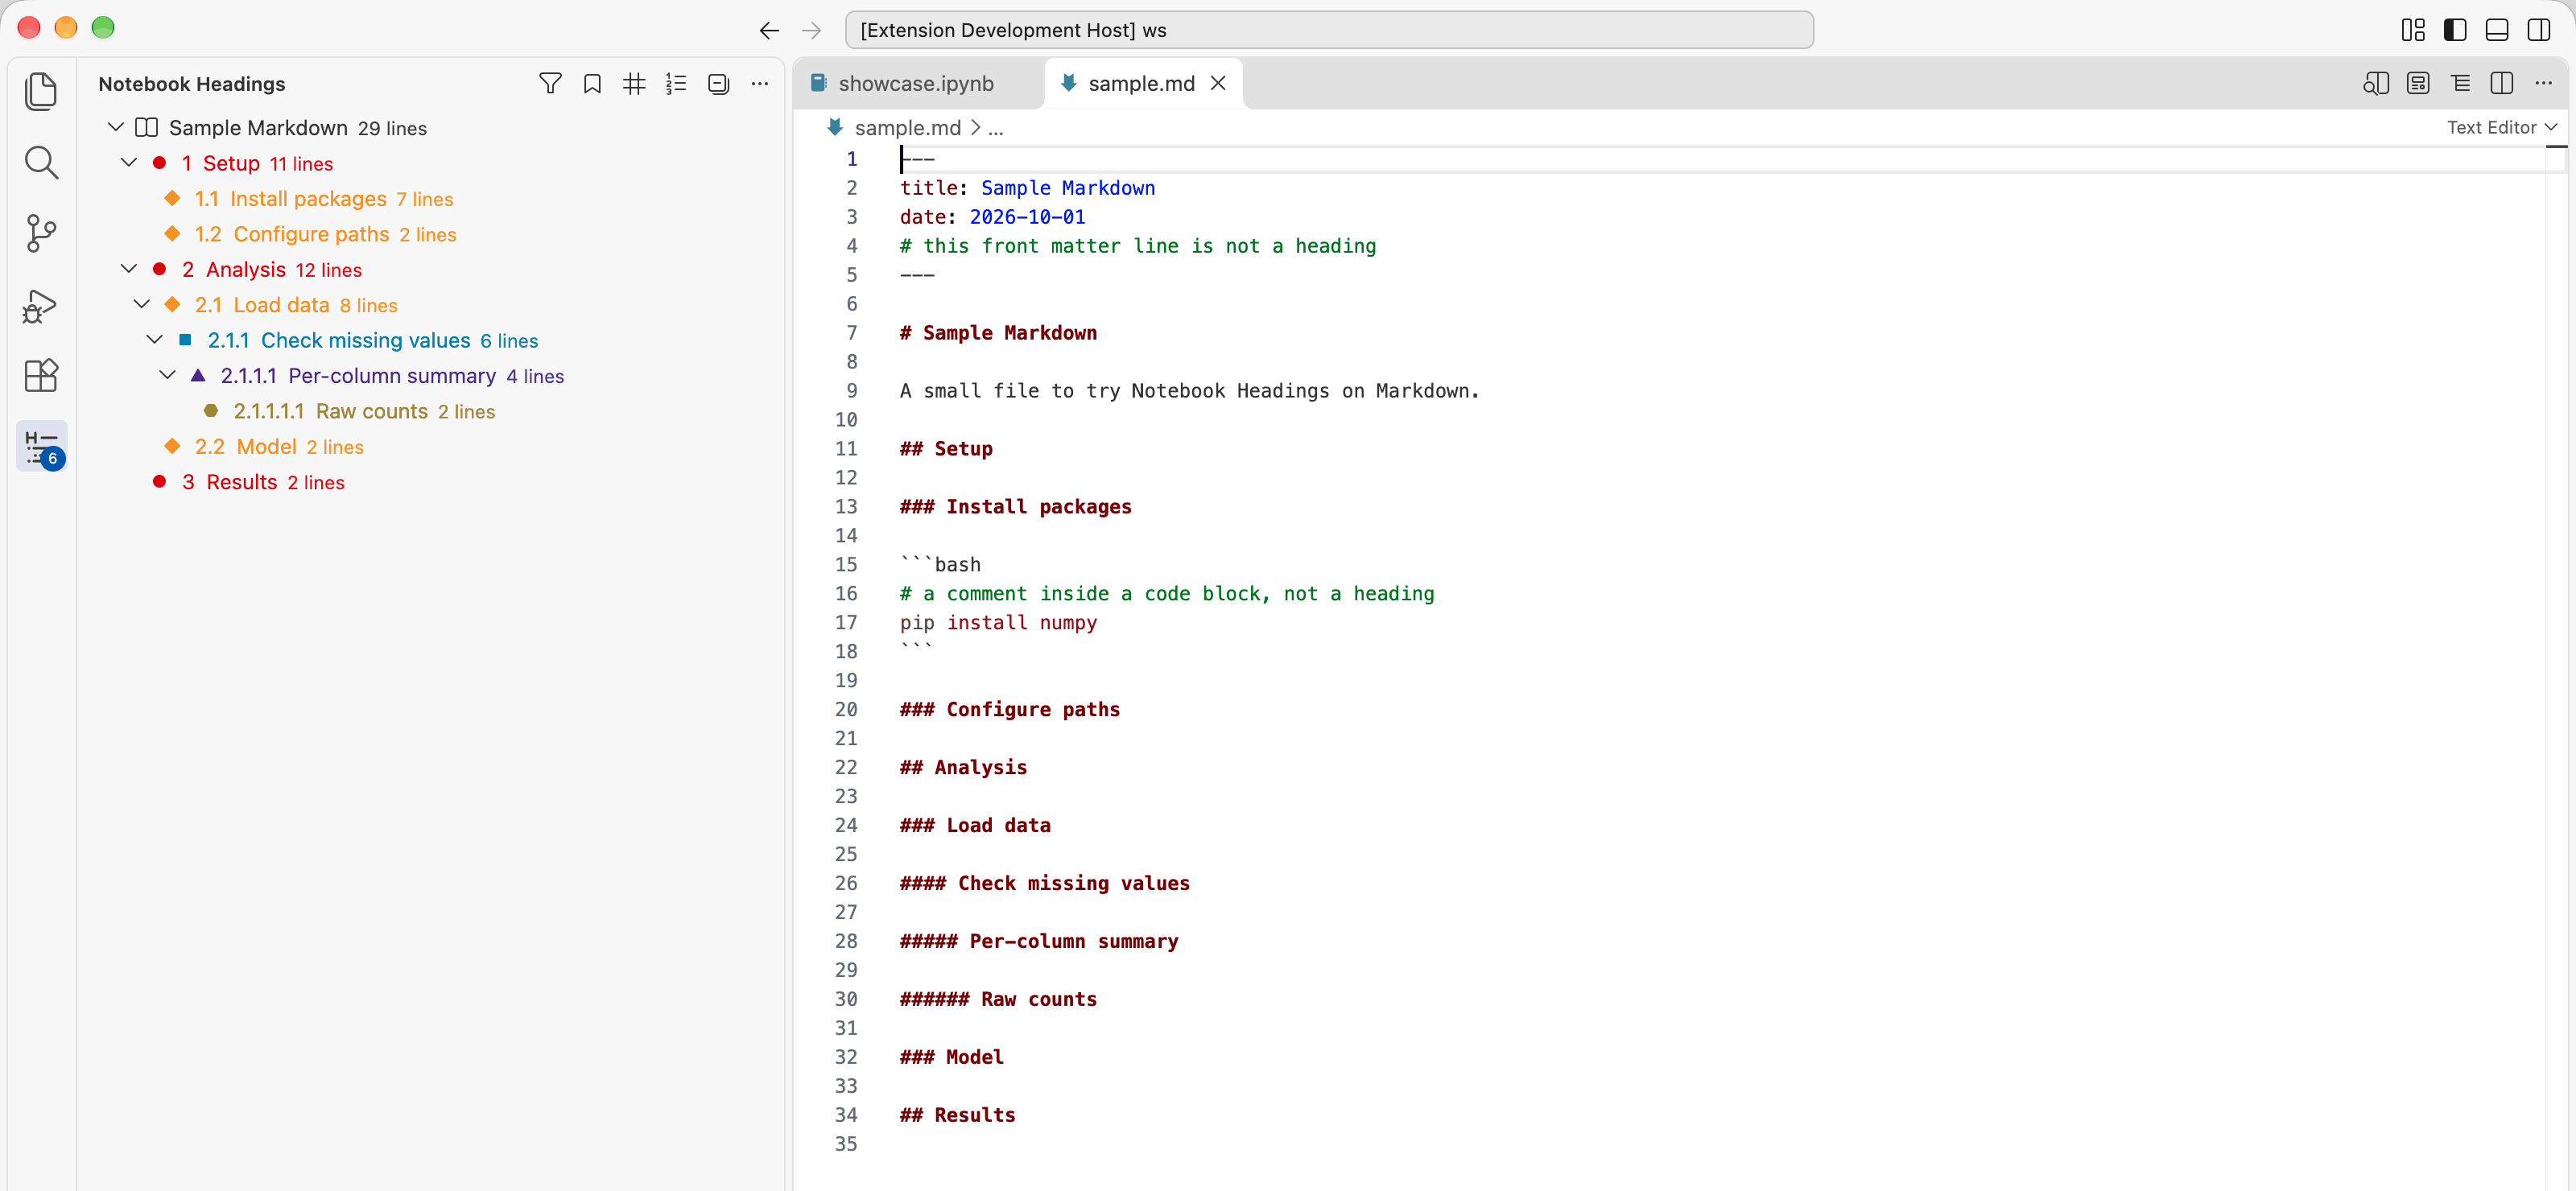 [Extension Development Host] ws
Notebook Headings
Sample Markdown 29 lines
1 Setup 11 lines
1.1 Install packages 7 lines
1.2 Configure paths 2 lines
2 Analysis 12 lines
2.1 Load data 8 lines
2.1.1 Check missing values 6 lines
2.1.1.1 Per-column summary 4 lines
2.1.1.1.1 Raw counts 2 lines
2.2 Model 2 lines
3 Results 2 lines
H
6
showcase.ipynb
sample.md
sample.md > ...
Text Editor
1 ---
2 title: Sample Markdown
3 date: 2026-10-01
4 # this front matter line is not a heading
5 ---
6
7 # Sample Markdown
8
9 A small file to try Notebook Headings on Markdown.
10
11 ## Setup
12
13 ### Install packages
14
15 ```bash
16 # a comment inside a code block, not a heading
17 pip install numpy
18 ```
19
20 ### Configure paths
21
22 ## Analysis
23
24 ### Load data
25
26 #### Check missing values
27
28 ##### Per-column summary
29
30 ###### Raw counts
31
32 ### Model
33
34 ## Results
35